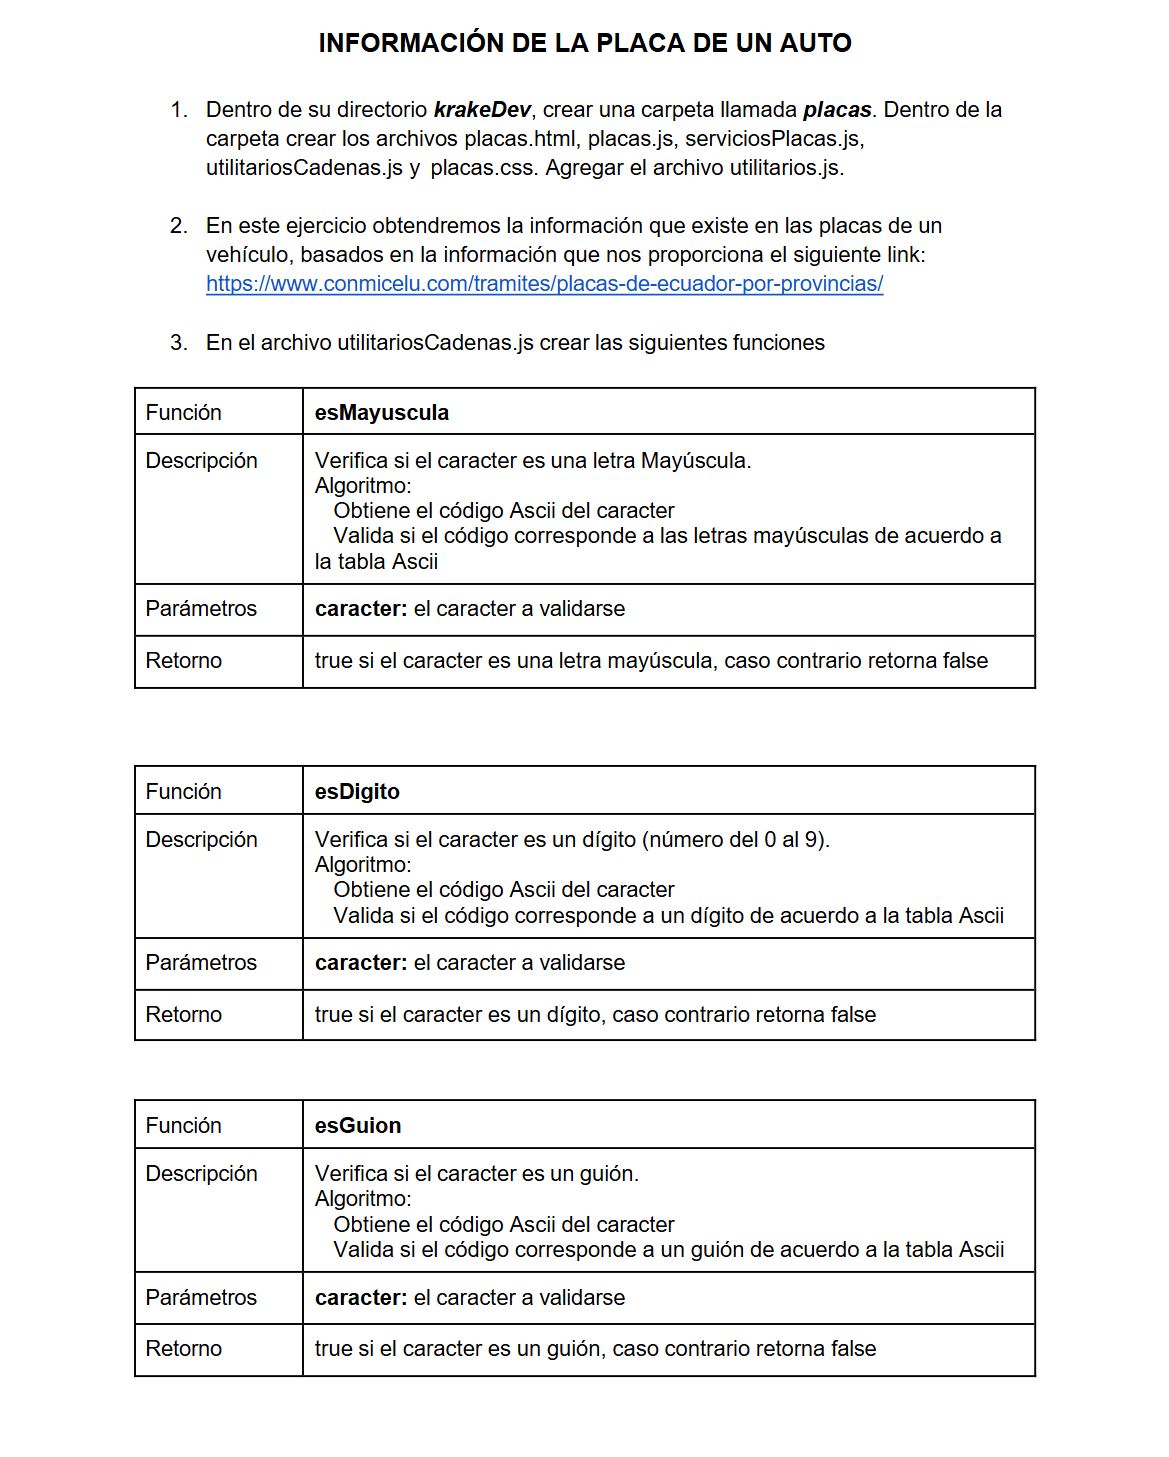 INFORMACIÓN DE LA PLACA DE UN AUTO
1. Dentro de su directorio krakeDev, crear una carpeta llamada placas. Dentro de la
carpeta crear los archivos placas.html, placas.js, serviciosPlacas.js,
utilitariosCadenas.js y placas.css. Agregar el archivo utilitarios.js.
2. En este ejercicio obtendremos la información que existe en las placas de un
vehículo, basados en la información que nos proporciona el siguiente link:
https://www.conmicelu.com/tramites/placas-de-ecuador-por-provincias/
3. En el archivo utilitariosCadenas.js crear las siguientes funciones
Función esMayuscula
Descripción Verifica si el caracter es una letra Mayúscula.
Algoritmo:
Obtiene el código Ascii del caracter
Valida si el código corresponde a las letras mayúsculas de acuerdo a
la tabla Ascii
Parámetros caracter: el caracter a validarse
Retorno true si el caracter es una letra mayúscula, caso contrario retorna false
Función esDigito
Descripción Verifica si el caracter es un dígito (número del 0 al 9).
Algoritmo:
Obtiene el código Ascii del caracter
Valida si el código corresponde a un dígito de acuerdo a la tabla Ascii
Parámetros caracter: el caracter a validarse
Retorno true si el caracter es un dígito, caso contrario retorna false
Función esGuion
Descripción Verifica si el caracter es un guión.
Algoritmo:
Obtiene el código Ascii del caracter
Valida si el código corresponde a un guión de acuerdo a la tabla Ascii
Parámetros caracter: el caracter a validarse
Retorno true si el caracter es un guión, caso contrario retorna false